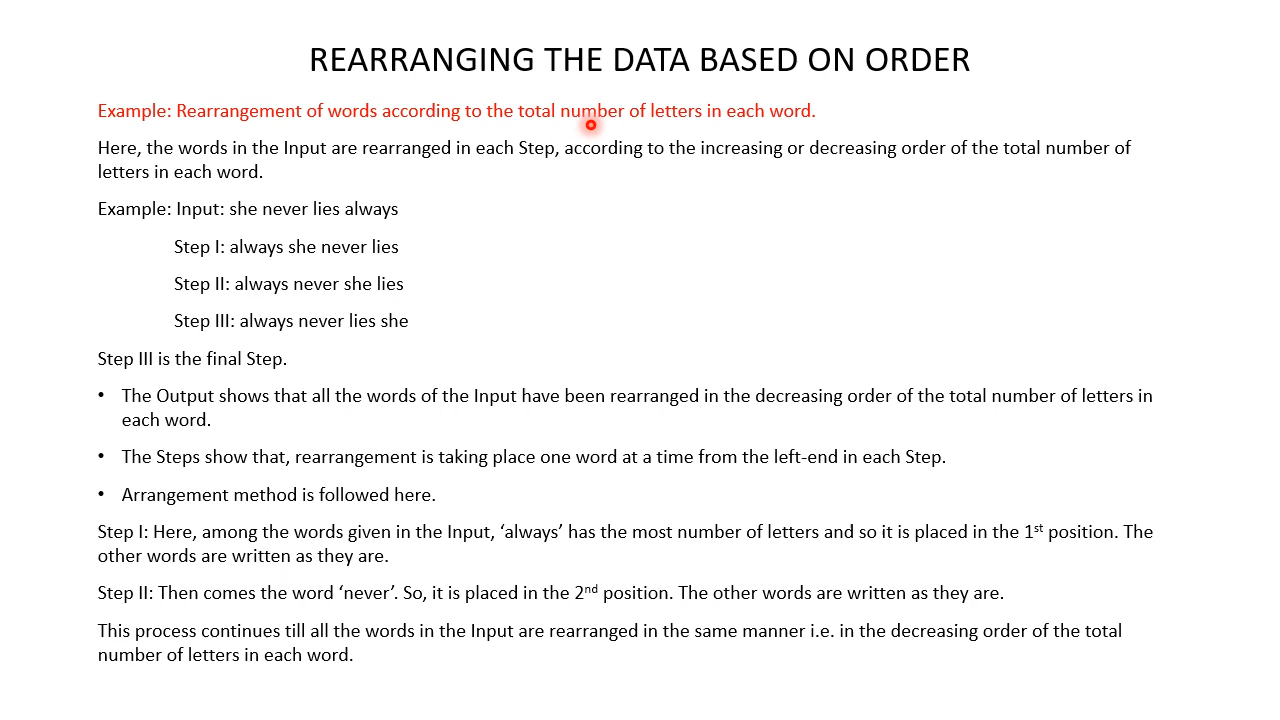 REARRANGING THE DATA BASED ON ORDER
Example: Rearrangement of words according to the total number of letters in each word.
Here, the words in the Input are rearranged in each Step, according to the increasing or decreasing order of the total number of
letters in each word.
Example: Input: she never lies always
Step I: always she never lies
Step II: always never she lies
Step III: always never lies she
Step III is the final Step.
• The Output shows that all the words of the Input have been rearranged in the decreasing order of the total number of letters in
each word.
• The Steps show that, rearrangement is taking place one word at a time from the left-end in each Step.
• Arrangement method is followed here.
Step I: Here, among the words given in the Input, ‘always’ has the most number of letters and so it is placed in the 1st position. The
other words are written as they are.
Step II: Then comes the word ‘never’. So, it is placed in the 2nd position. The other words are written as they are.
This process continues till all the words in the Input are rearranged in the same manner i.e. in the decreasing order of the total
number of letters in each word.